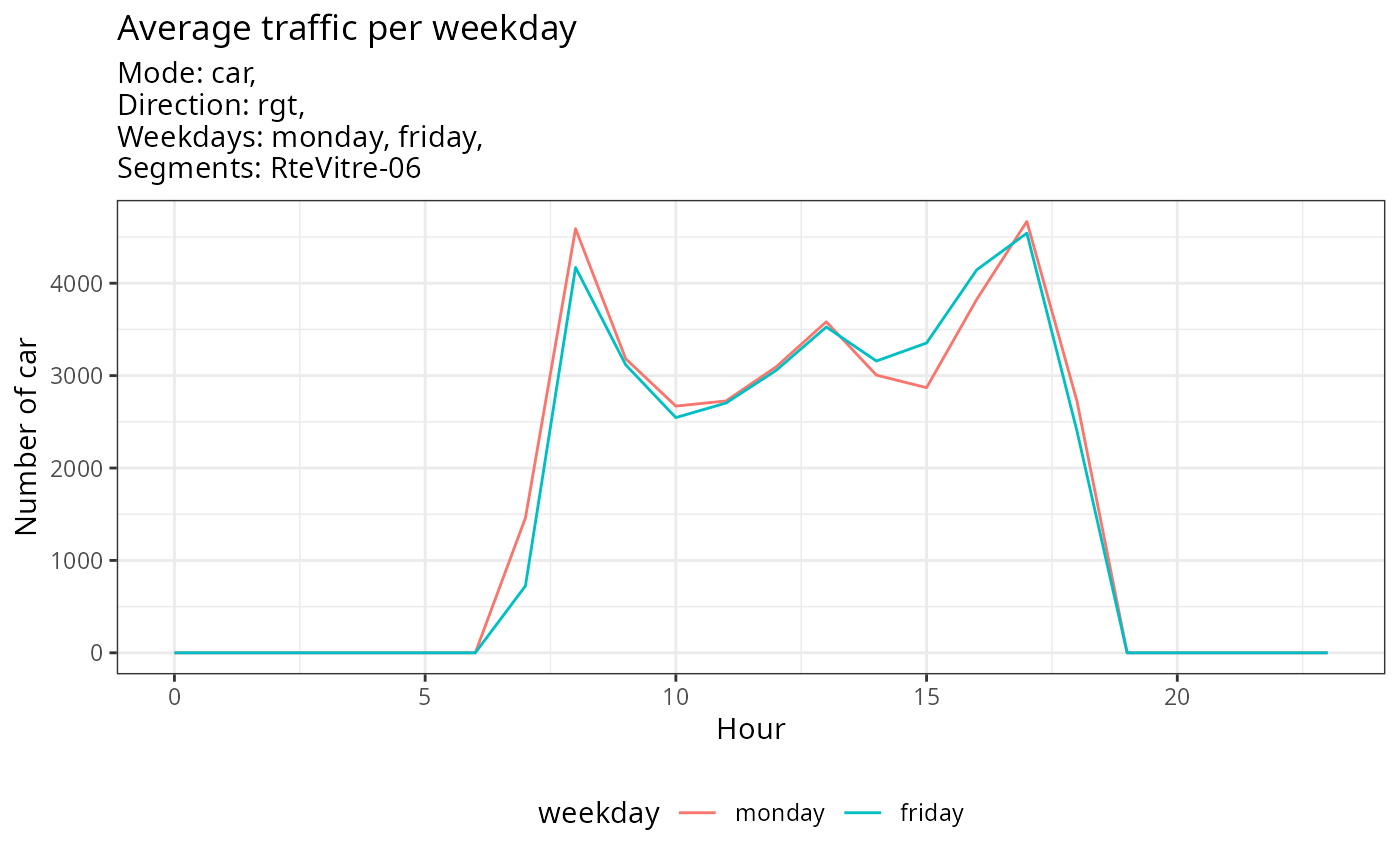 Average traffic per weekday
Mode: car,
Direction: rgt,
Weekdays: monday, friday,
Segments: RteVitre-06
Number of car
4000
3000
2000
1000
0
0 5 10 15 20
Hour
weekday monday friday